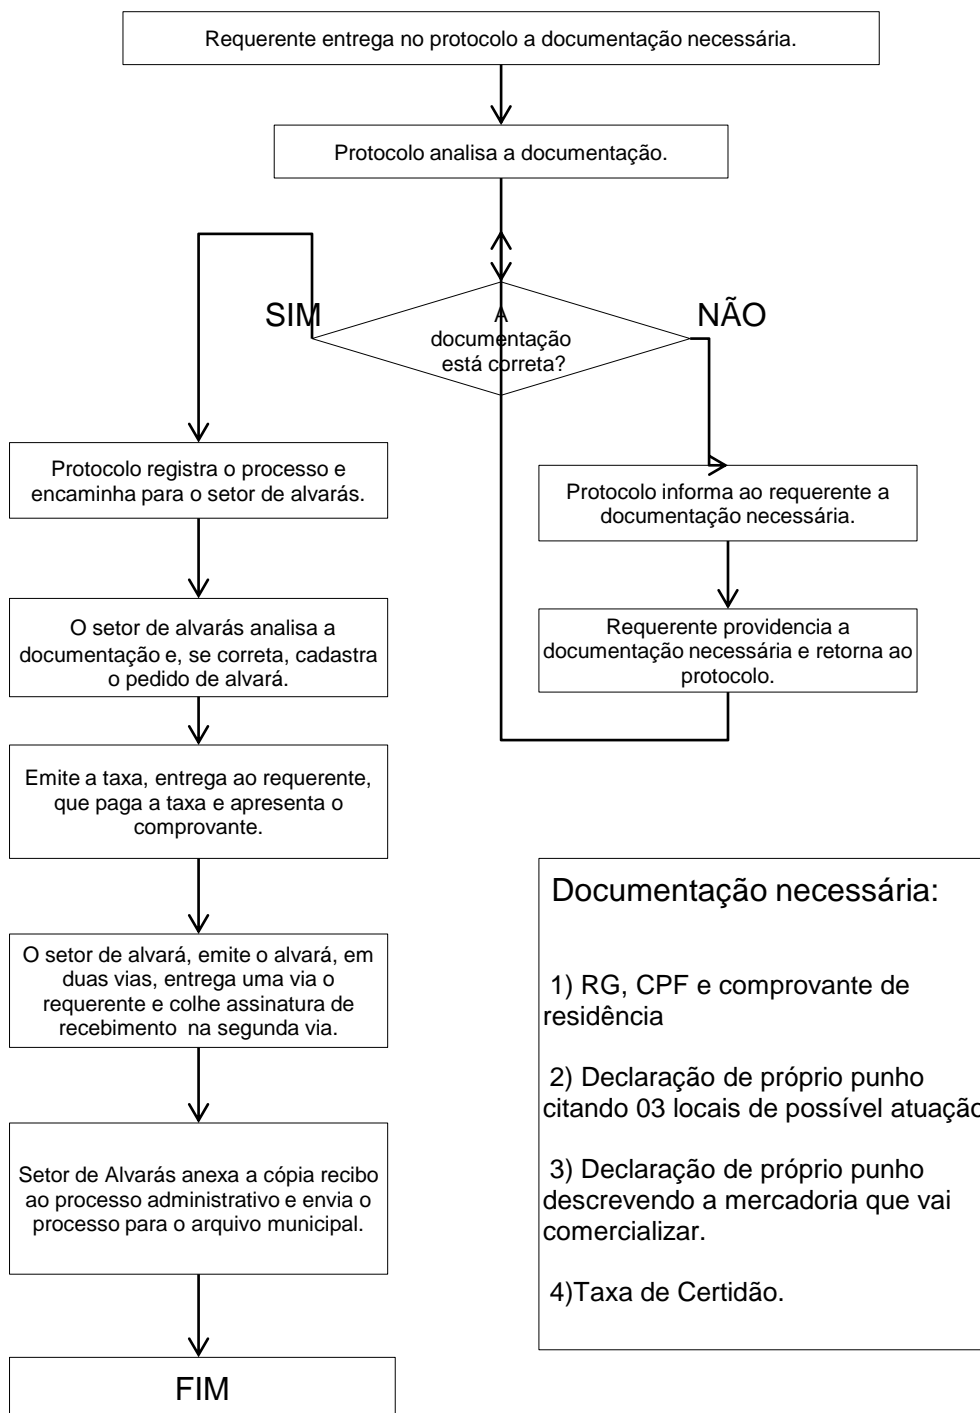 Requerente entrega no protocolo a documentação necessária.
Protocolo analisa a documentação.
SIM
NÃO
A
documentação
está correta?
Protocolo registra o processo e
encaminha para o setor de alvarás.
Protocolo informa ao requerente a
documentação necessária.
O setor de alvarás analisa a
documentação e, se correta, cadastra
o pedido de alvará.
Requerente providencia a
documentação necessária e retorna ao
protocolo.
Emite a taxa, entrega ao requerente,
que paga a taxa e apresenta o
comprovante.
O setor de alvará, emite o alvará, em
duas vias, entrega uma via o
requerente e colhe assinatura de
recebimento na segunda via.
Setor de Alvarás anexa a cópia recibo
ao processo administrativo e envia o
processo para o arquivo municipal.
FIM
Documentação necessária:
1) RG, CPF e comprovante de
residência
2) Declaração de próprio punho
citando 03 locais de possível atuação
3) Declaração de próprio punho
descrevendo a mercadoria que vai
comercializar.
4)Taxa de Certidão.